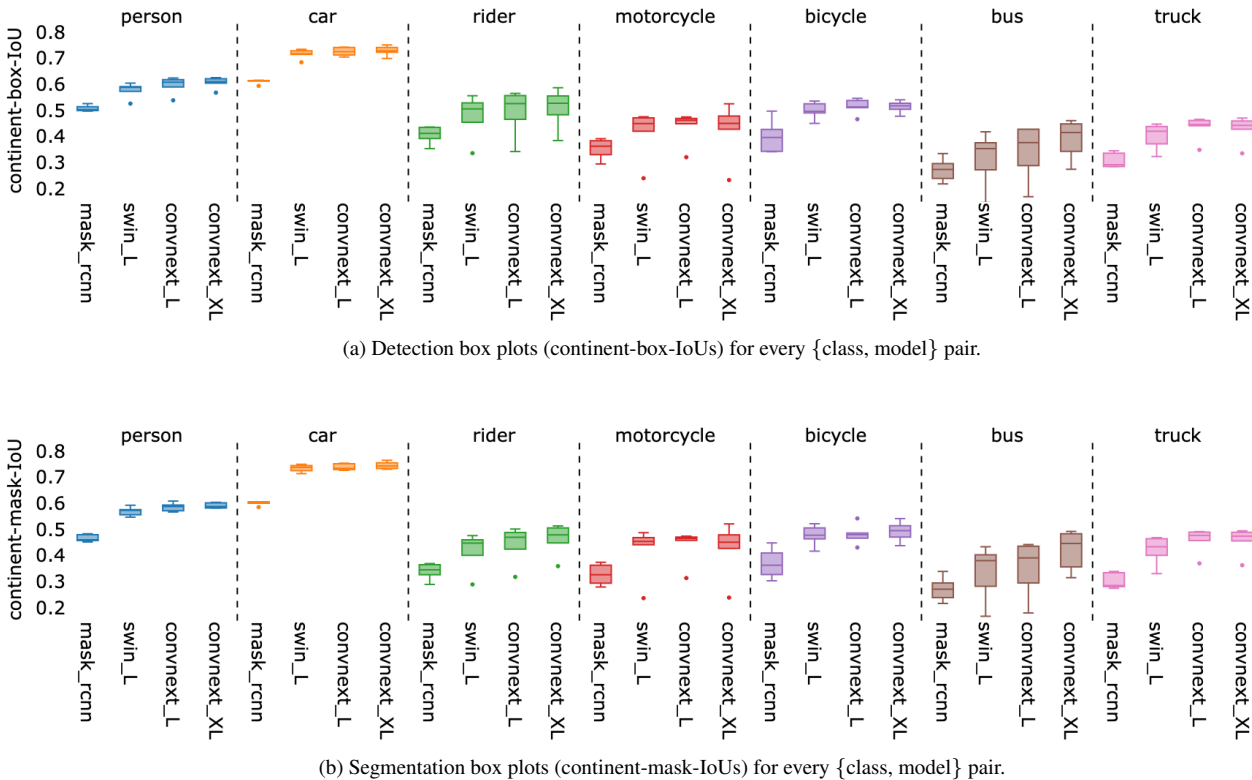 person car rider motorcycle bicycle bus truck
continent-box-IoU
0.8
0.7
0.6
0.5
0.4
0.3
0.2
mask_rcnn swin_L convnext_L convnext_XL mask_rcnn swin_L convnext_L convnext_XL mask_rcnn swin_L convnext_L convnext_XL mask_rcnn swin_L convnext_L convnext_XL mask_rcnn swin_L convnext_L convnext_XL mask_rcnn swin_L convnext_L convnext_XL mask_rcnn swin_L convnext_L convnext_XL
(a) Detection box plots (continent-box-IoUs) for every {class, model} pair.
person car rider motorcycle bicycle bus truck
continent-mask-IoU
0.8
0.7
0.6
0.5
0.4
0.3
0.2
mask_rcnn swin_L convnext_L convnext_XL mask_rcnn swin_L convnext_L convnext_XL mask_rcnn swin_L convnext_L convnext_XL mask_rcnn swin_L convnext_L convnext_XL mask_rcnn swin_L convnext_L convnext_XL mask_rcnn swin_L convnext_L convnext_XL mask_rcnn swin_L convnext_L convnext_XL
(b) Segmentation box plots (continent-mask-IoUs) for every {class, model} pair.